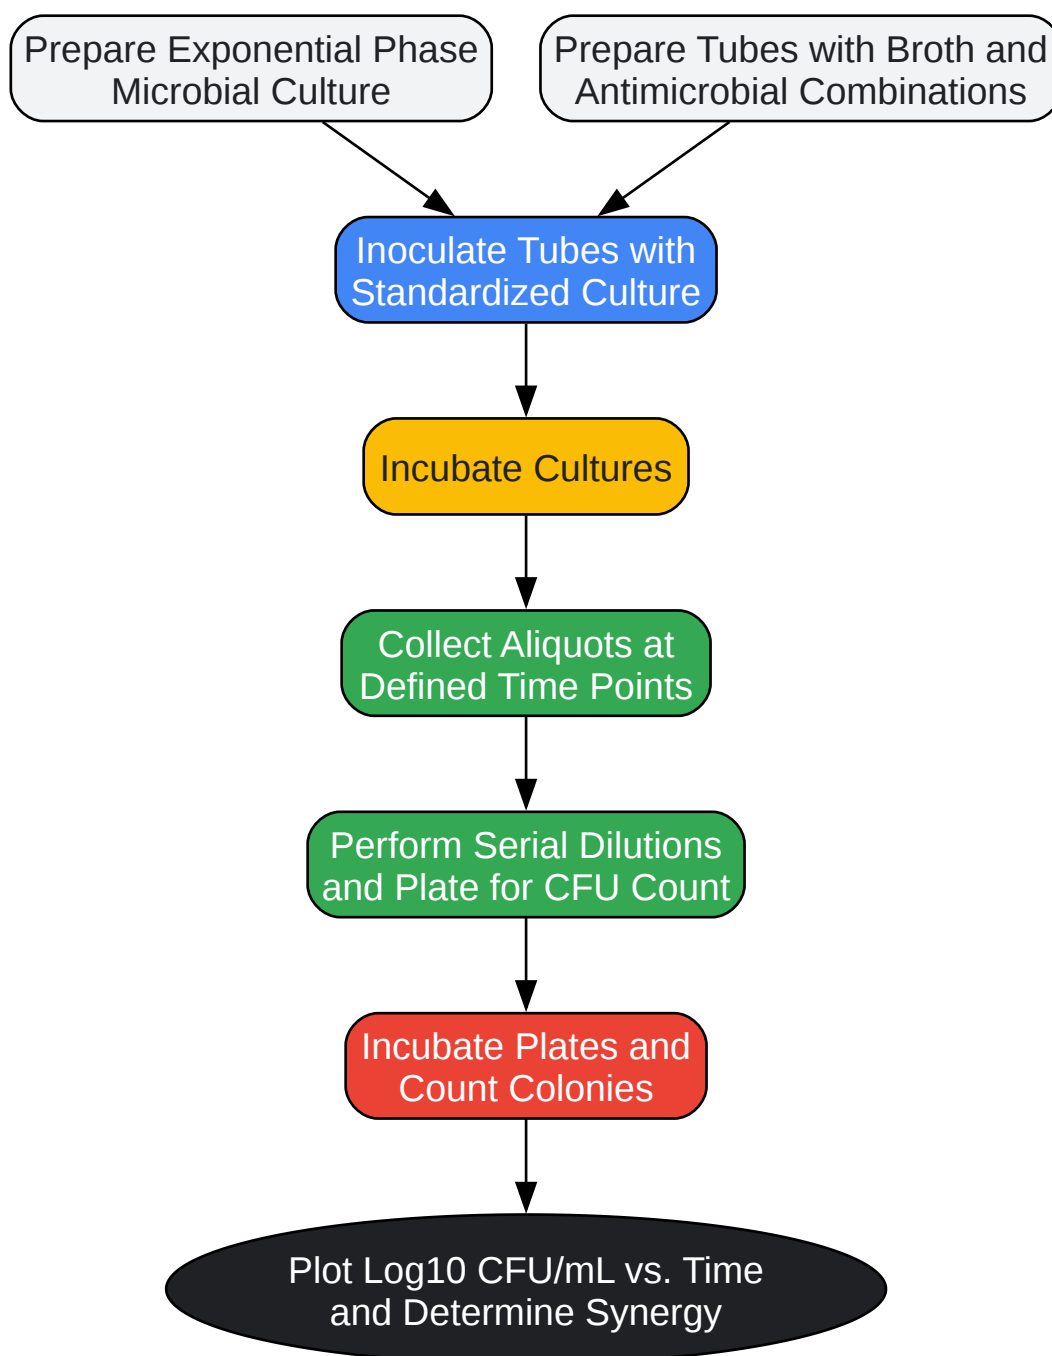 Prepare Exponential Phase
Microbial Culture
Prepare Tubes with Broth and
Antimicrobial Combinations
Inoculate Tubes with
Standardized Culture
Incubate Cultures
Collect Aliquots at
Defined Time Points
Perform Serial Dilutions
and Plate for CFU Count
Incubate Plates and
Count Colonies
Plot Log10 CFU/mL vs. Time
and Determine Synergy